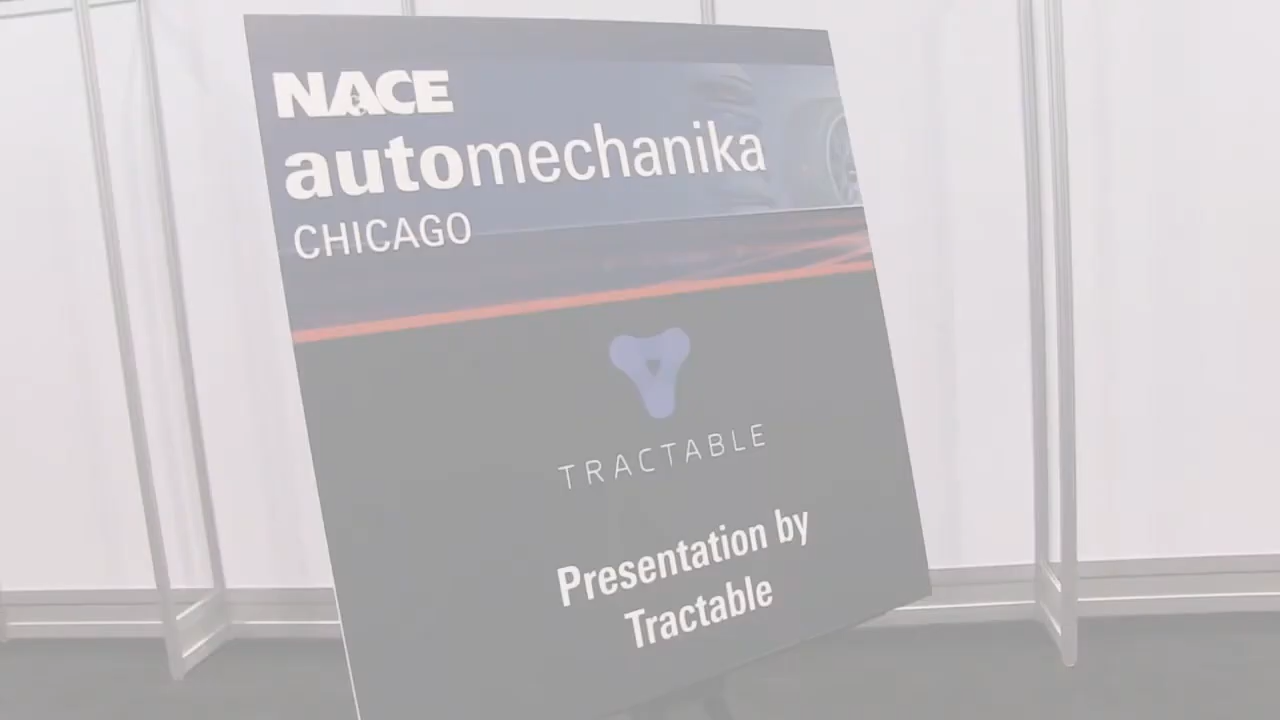 NACE
automechanika
CHICAGO
TRACTABLE
Presentation by
Tractable